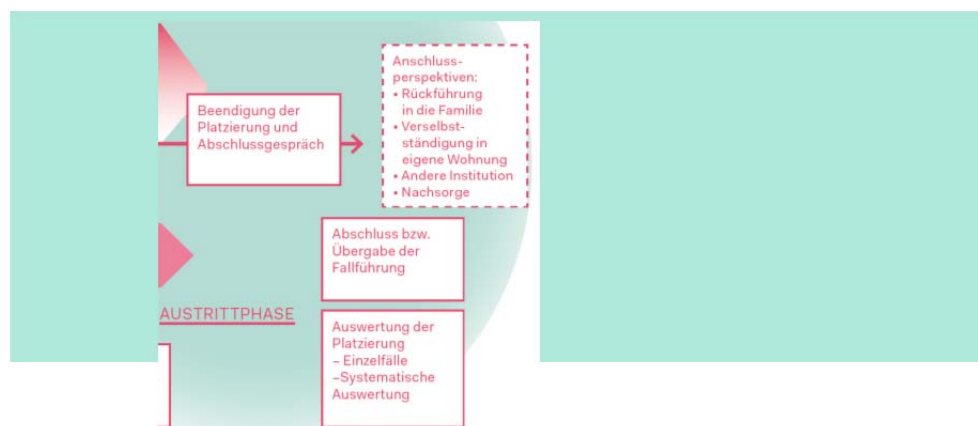 Beendigung der
Platzierung und
Abschlussgespräch
Anschluss-
perspektiven:
• Rückführung
in die Familie
• Verselbst-
ständigung in
eigene Wohnung
• Andere Institution
• Nachsorge
Abschluss bzw.
Übergabe der
Fallführung
AUSTRITTPHASE
Auswertung der
Platzierung
– Einzelfälle
–Systematische
Auswertung